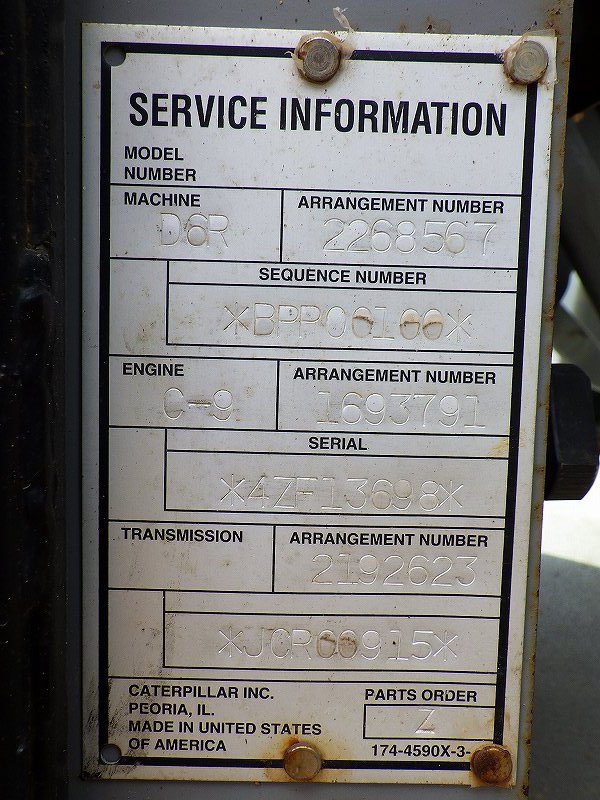 SERVICE INFORMATION
MODEL
NUMBER
MACHINE
ARRANGEMENT NUMBER
D6R
2268567
SEQUENCE NUMBER
*BPP00100*
ENGINE
ARRANGEMENT NUMBER
C-9
1693791
SERIAL
*4ZF13698*
TRANSMISSION
ARRANGEMENT NUMBER
2192623
*JCR00915*
CATERPILLAR INC.
PEORIA, IL.
MADE IN UNITED STATES
OF AMERICA
PARTS ORDER
Z
174-4590X-3-